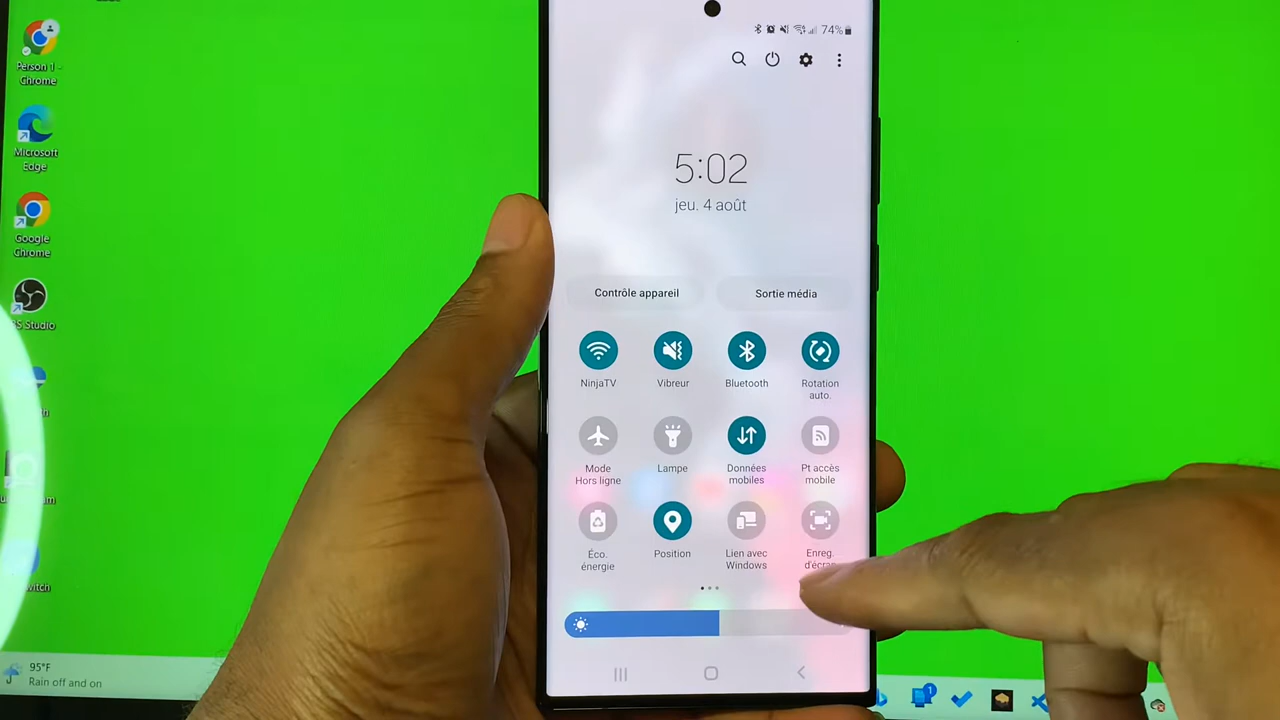 Person 1 -
Chrome
Microsoft
Edge
Google
Chrome
Studio
95°F
Rain off and on
74%
5:02
jeu. 4 août
Contrôle appareil
Sortie média
NinjaTV
Vibreur
Bluetooth
Rotation
auto.
Mode
Hors ligne
Lampe
Données
mobiles
Pt accès
mobile
Éco.
énergie
Position
Lien avec
Windows
Enreg.
1